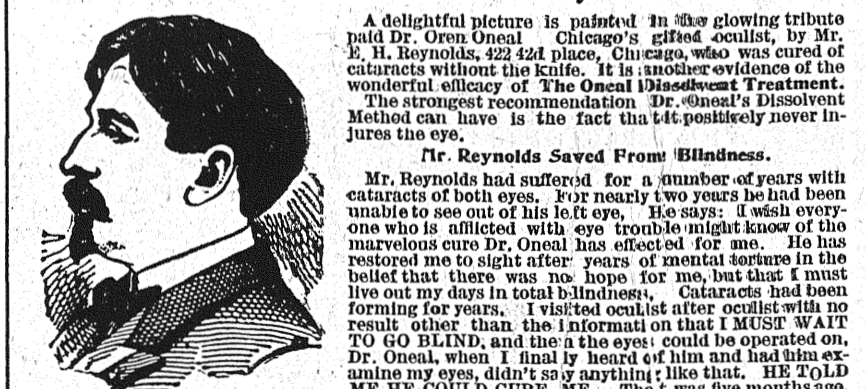 A delightful picture is painted in the glowing tribute
paid Dr. Oren Oneal Chicago's gifted oculist, by Mr.
E. H. Reynolds, 422 42d place, Chicago, who was cured of
cataracts without the knife. It is another evidence of the
wonderful efficacy of The Oneal Dissolvent Treatment.
The strongest recommendation Dr. Oneal's Dissolvent
Method can have is the fact that it positively never in-
jures the eye.
Mr. Reynolds Saved From Blindness.
Mr. Reynolds had suffered for a number of years with
cataracts of both eyes. For nearly two years he had been
unable to see out of his left eye, He says: I wish every-
one who is afflicted with eye trouble might know of the
marvelous cure Dr. Oneal has effected for me. He has
restored me to sight after years of mental torture in the
belief that there was no hope for me, but that I must
live out my days in total blindness, Cataracts had been
forming for years. I visited oculist after oculist with no
result other than the information that I MUST WAIT
TO GO BLIND, and then the eyes could be operated on,
Dr. Oneal, when I finally heard of him and had him ex-
amine my eyes, didn't say anything like that. HE TOLD
ME HE COULD CURE ME. That was five months ago